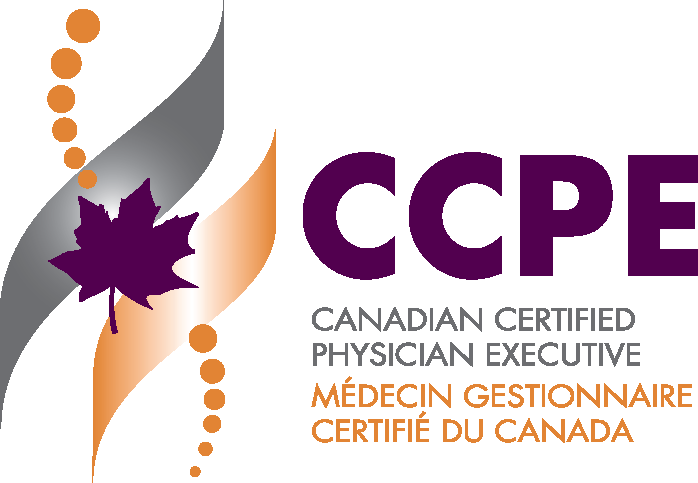 CCPE
CANADIAN CERTIFIED
PHYSICIAN EXECUTIVE
MÉDECIN GESTIONNAIRE
CERTIFIÉ DU CANADA